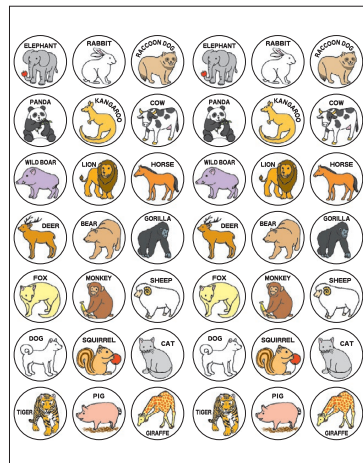 ELEPHANT RABBIT RACCOON DOG ELEPHANT RABBIT RACCOON DOG
PANDA KANGAROO COW PANDA KANGAROO COW
WILD BOAR LION HORSE WILD BOAR LION HORSE
DEER BEAR GORILLA DEER BEAR GORILLA
FOX MONKEY SHEEP FOX MONKEY SHEEP
DOG SQUIRREL CAT DOG SQUIRREL CAT
TIGER PIG GIRAFFE TIGER PIG GIRAFFE